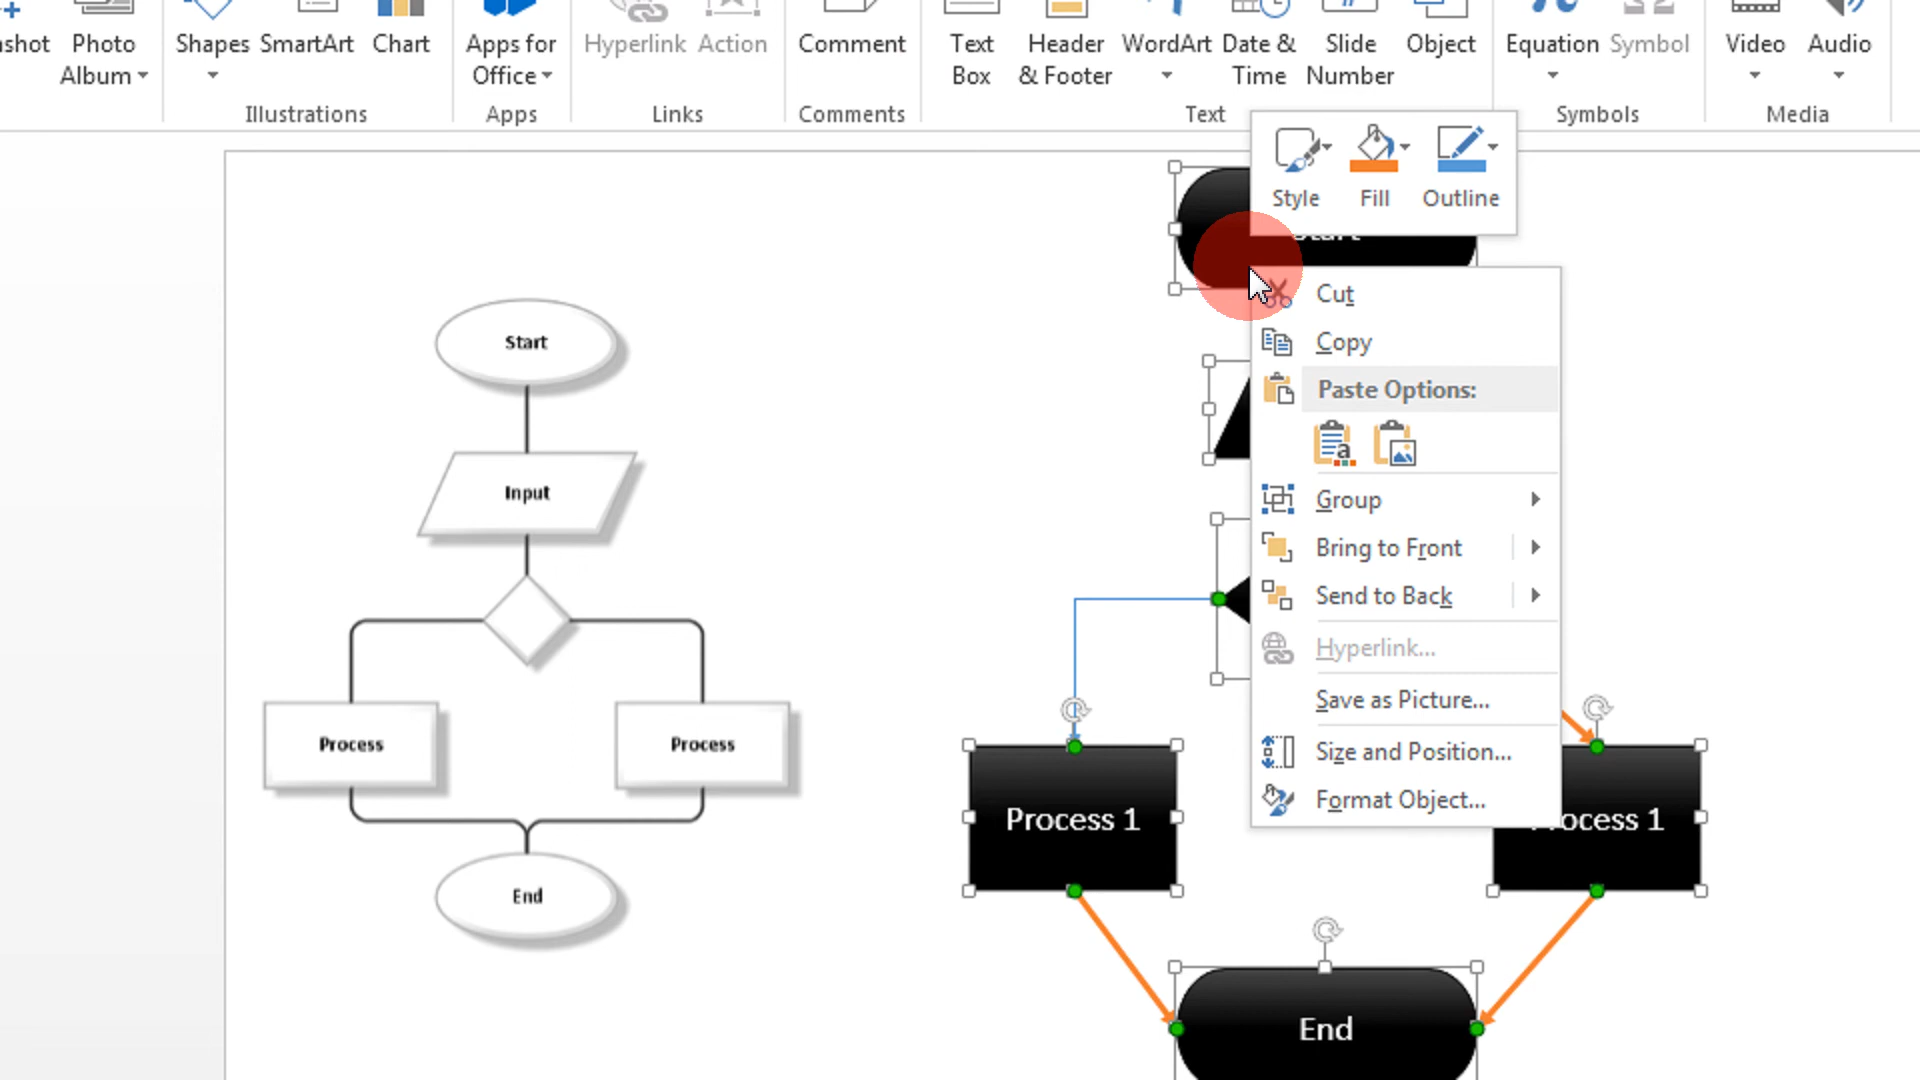 Photo
Album
Shapes
SmartArt
Chart
Illustrations
Apps for
Office
Apps
Hyperlink
Action
Links
Comment
Comments
Text
Box
Header
& Footer
WordArt
Date &
Time
Slide
Number
Object
Text
Equation
Symbol
Symbols
Video
Audio
Media
Style
Fill
Outline
Start
Cut
Copy
Paste Options:
Group
Bring to Front
Send to Back
Hyperlink...
Save as Picture...
Size and Position...
Format Object...
Start
Input
Process
Process
End
Process 1
Process 1
End